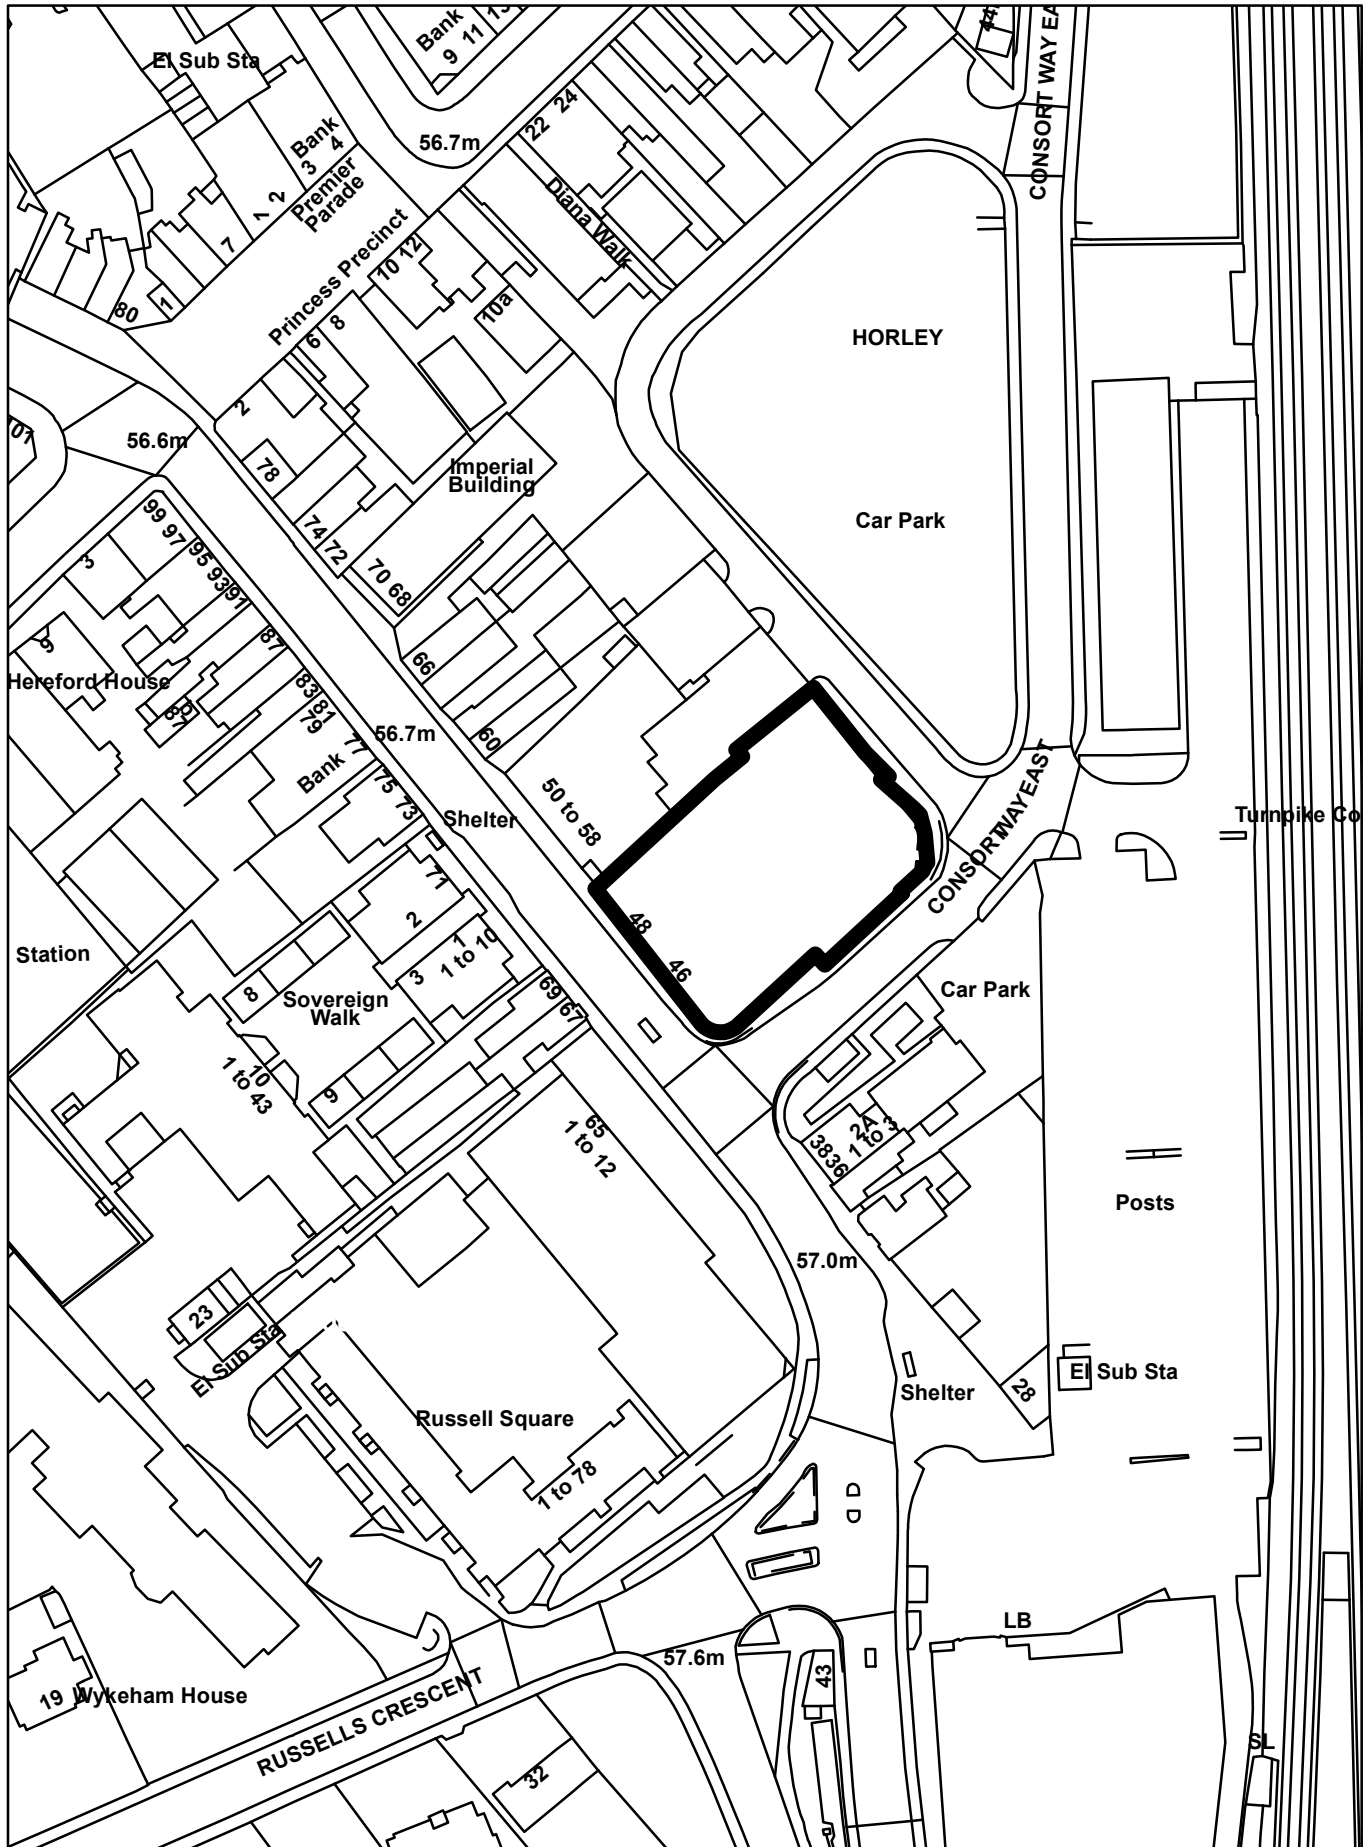 El Sub Sta
Bank
9 11 13
44
CONSORT WAY EA
56.7m
22 24
Bank
3 4
Premier
Parade
1 2
7
80
1
Diana Walk
Princess Precinct
10 12
10a
6 8
2
HORLEY
101
56.6m
78
Imperial
Building
74
72
70 68
Car Park
99 97
95 93
91
3
87
9
Hereford House
87
66
83
81
79
77
56.7m
60
Bank
75
73
50 to 58
Shelter
CONSORT WAY EAST
Turnpike Co
71
2
48
46
Station
1
1 to 10
3
8
Sovereign
Walk
69
67
Car Park
10
1 to 43
9
65
1 to 12
2A
1 to 3
38
36
Posts
57.0m
23
El Sub Sta
El Sub Sta
Shelter
28
Russell Square
1 to 78
LB
57.6m
43
19
Wykeham House
RUSSELLS CRESCENT
32
SL